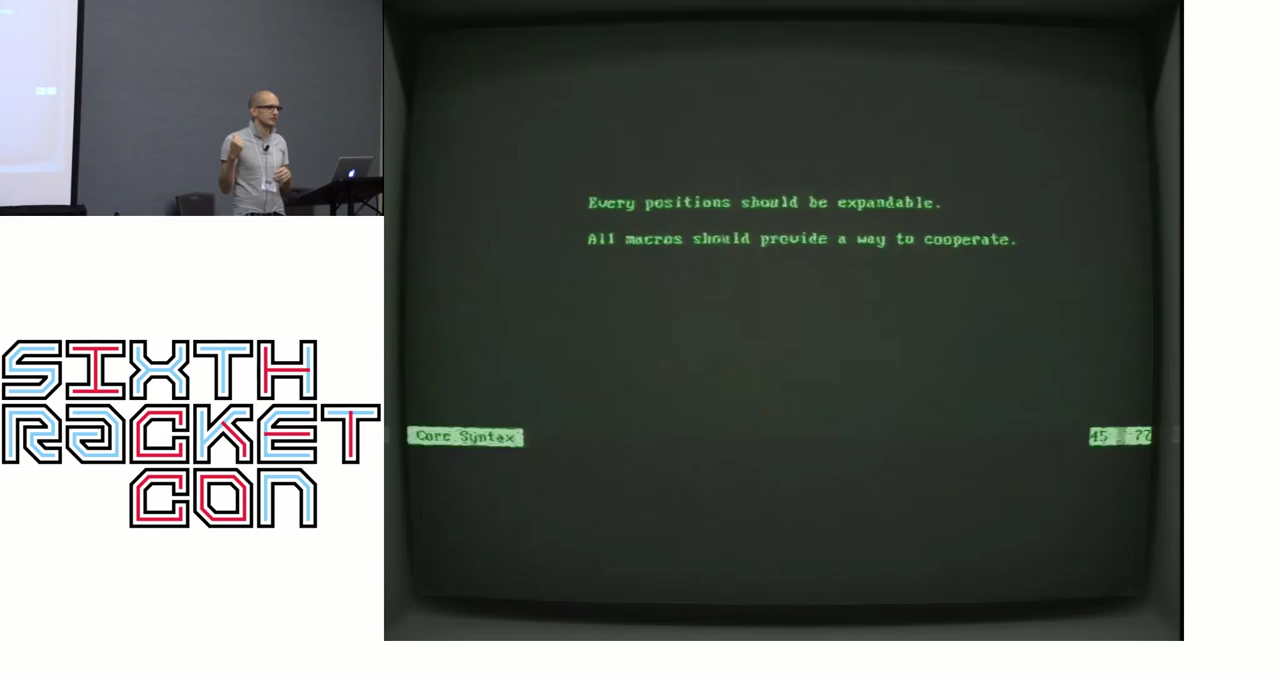 Every positions should be expandable.
All macros should provide a way to cooperate.
Core Syntax
45 77
SIXTH
RACKET
CON